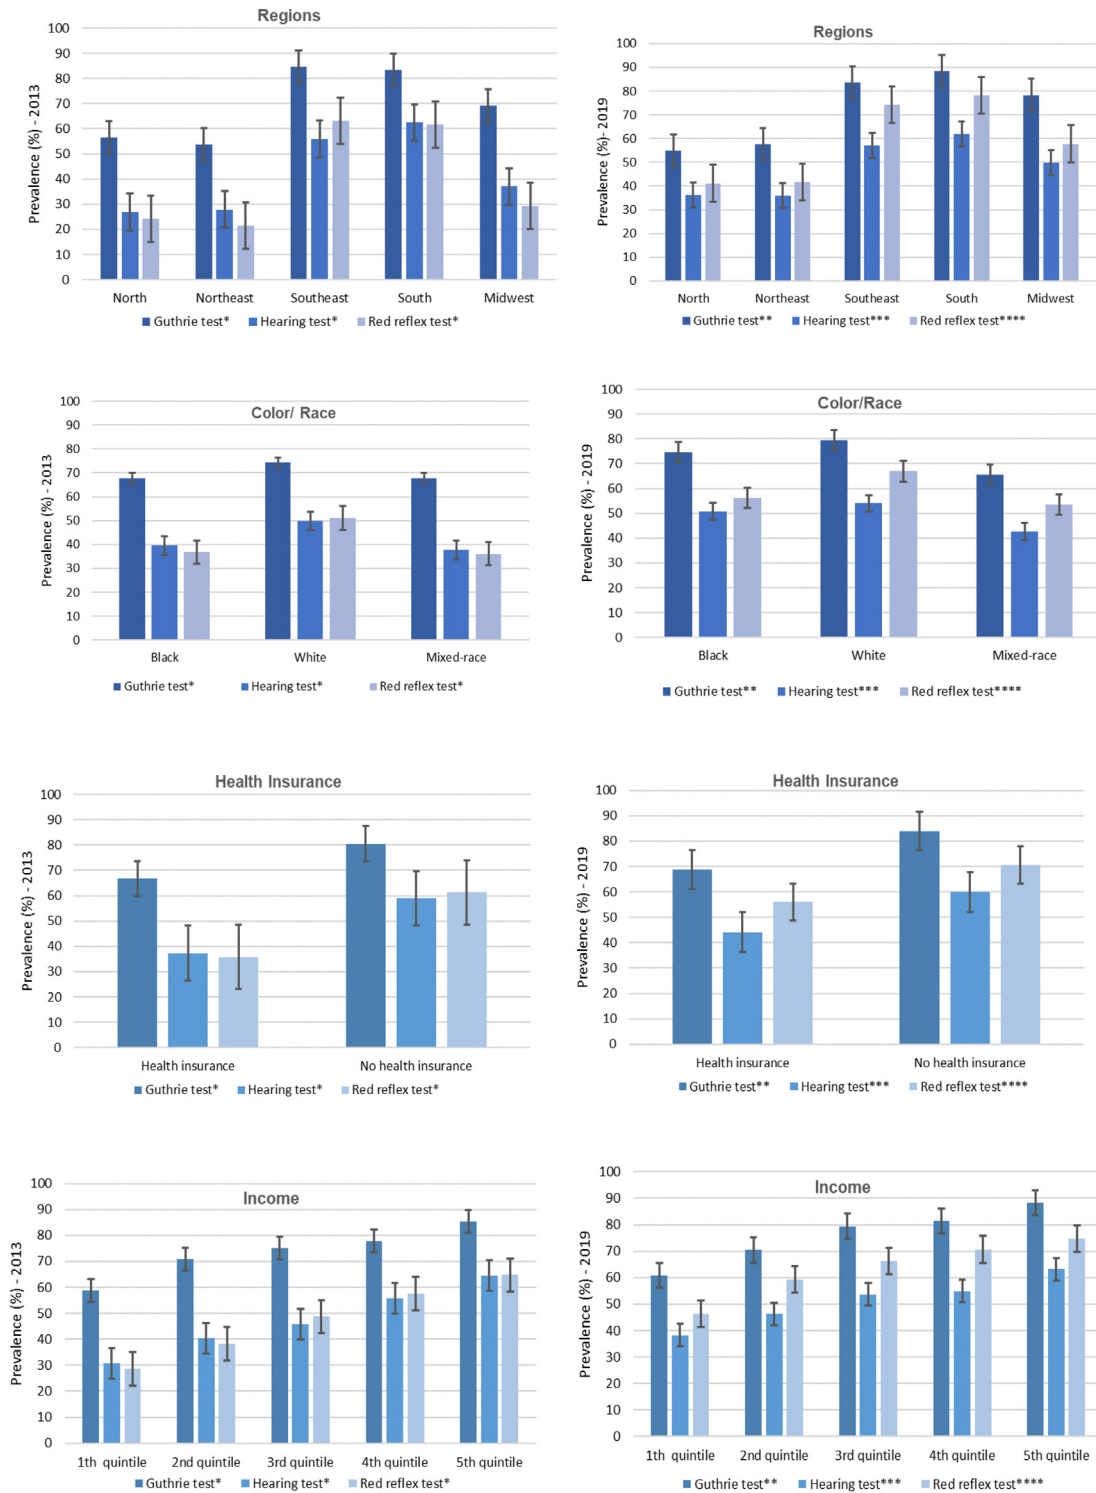 Regions
Prevalence (%) - 2013
100
90
80
70
60
50
40
30
20
10
0
North Northeast Southeast South Midwest
Guthrie test* Hearing test* Red reflex test*
Regions
Prevalence (%)- 2019
100
90
80
70
60
50
40
30
20
10
0
North Northeast Southeast South Midwest
Guthrie test** Hearing test*** Red reflex test****
Color/ Race
Prevalence (%) - 2013
100
90
80
70
60
50
40
30
20
10
0
Black White Mixed-race
Guthrie test* Hearing test* Red reflex test*
Color/Race
Prevalence (%) - 2019
100
90
80
70
60
50
40
30
20
10
0
Black White Mixed-race
Guthrie test** Hearing test*** Red reflex test****
Health Insurance
Prevalence (%) - 2013
100
90
80
70
60
50
40
30
20
10
0
Health insurance No health insurance
Guthrie test* Hearing test* Red reflex test*
Health Insurance
Prevalence (%) - 2019
100
90
80
70
60
50
40
30
20
10
0
Health insurance No health insurance
Guthrie test** Hearing test*** Red reflex test****
Income
Prevalence (%) - 2013
100
90
80
70
60
50
40
30
20
10
0
1th quintile 2nd quintile 3rd quintile 4th quintile 5th quintile
Guthrie test* Hearing test* Red reflex test*
Income
Prevalence (%) - 2019
100
90
80
70
60
50
40
30
20
10
0
1th quintile 2nd quintile 3rd quintile 4th quintile 5th quintile
Guthrie test** Hearing test*** Red reflex test****